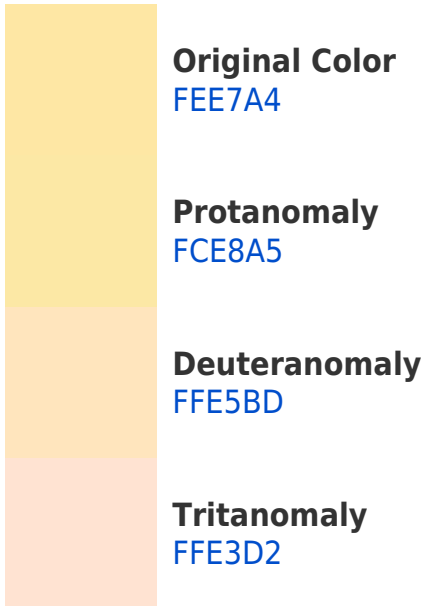 Original Color
FEE7A4
Protanomaly
FCE8A5
Deuteranomaly
FFE5BD
Tritanomaly
FFE3D2